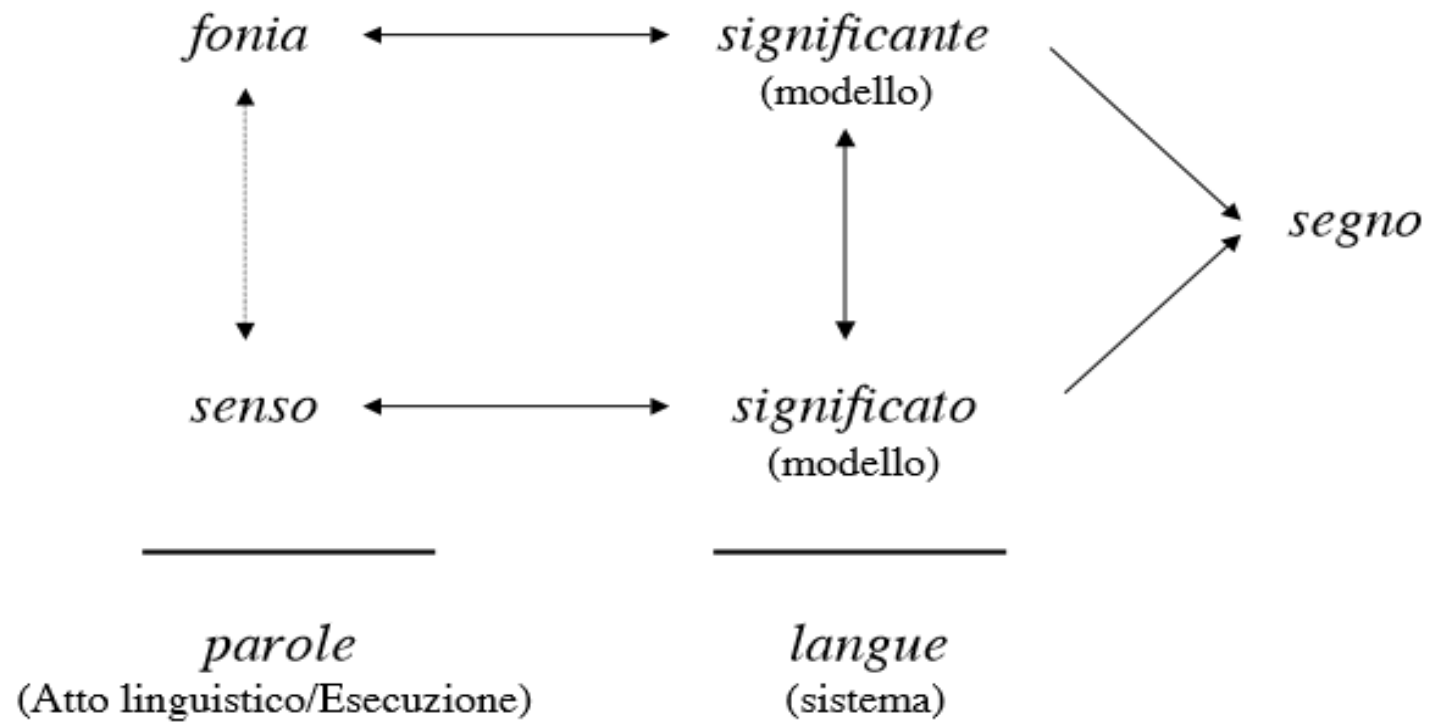 fonia
significante
(modello)
segno
senso
significato
(modello)
parole
langue
(Atto linguistico/Esecuzione)
(sistema)